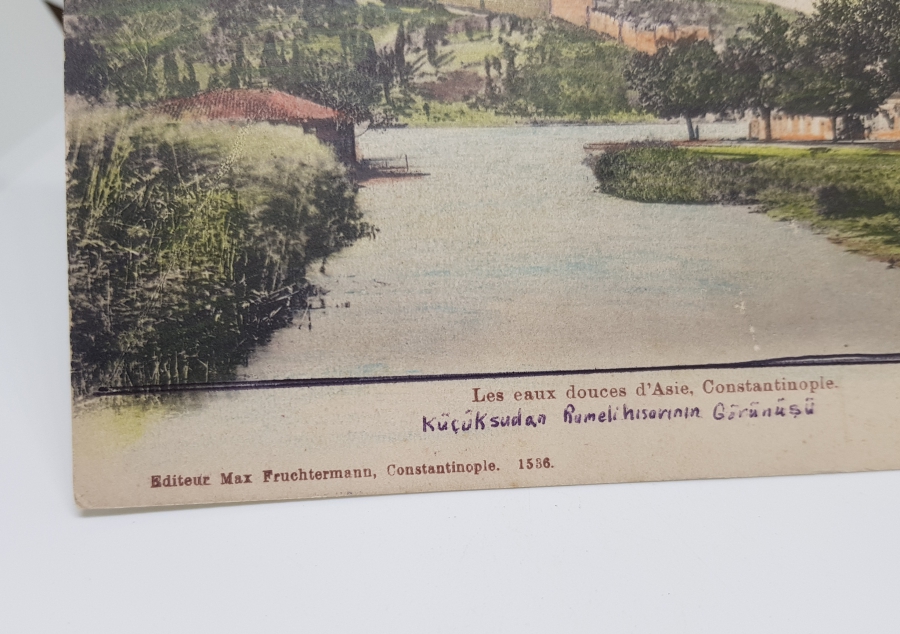 Les eaux douces d'Asie, Constantinople.
Küçüksudan Rumelihisarının Görünüşü
Editeur Max Fruchtermann, Constantinople. 1536.